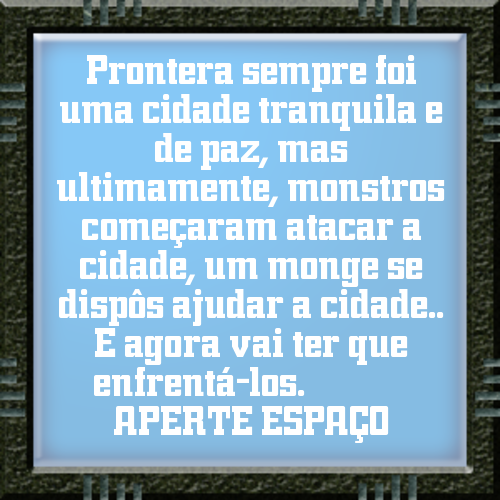 Prontera sempre foi
uma cidade tranquila e
de paz, mas
ultimamente, monstros
começaram atacar a
cidade, um monge se
dispôs ajudar a cidade..
E agora vai ter que
enfrentá-los.
APERTE ESPAÇO